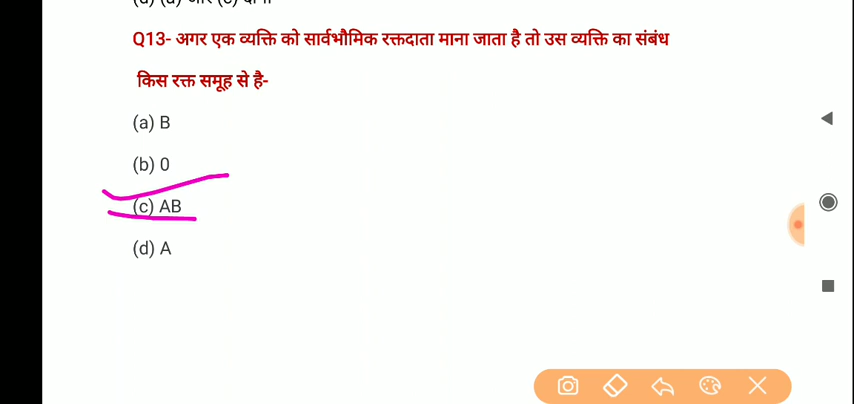 Q13- अगर एक व्यक्ति को सार्वभौमिक रक्तदाता माना जाता है तो उस व्यक्ति का संबंध
किस रक्त समूह से है-
(a) B
(b) 0
(c) AB
(d) A